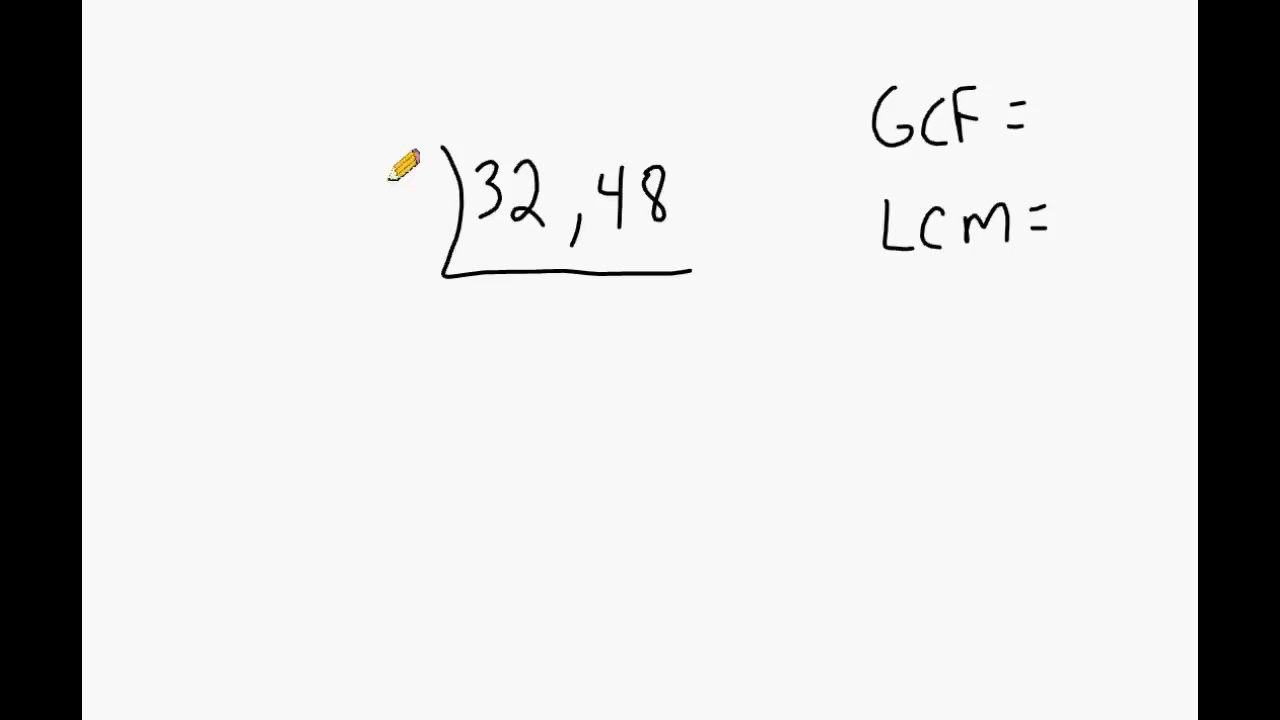 GCF =
32, 48
LCM =